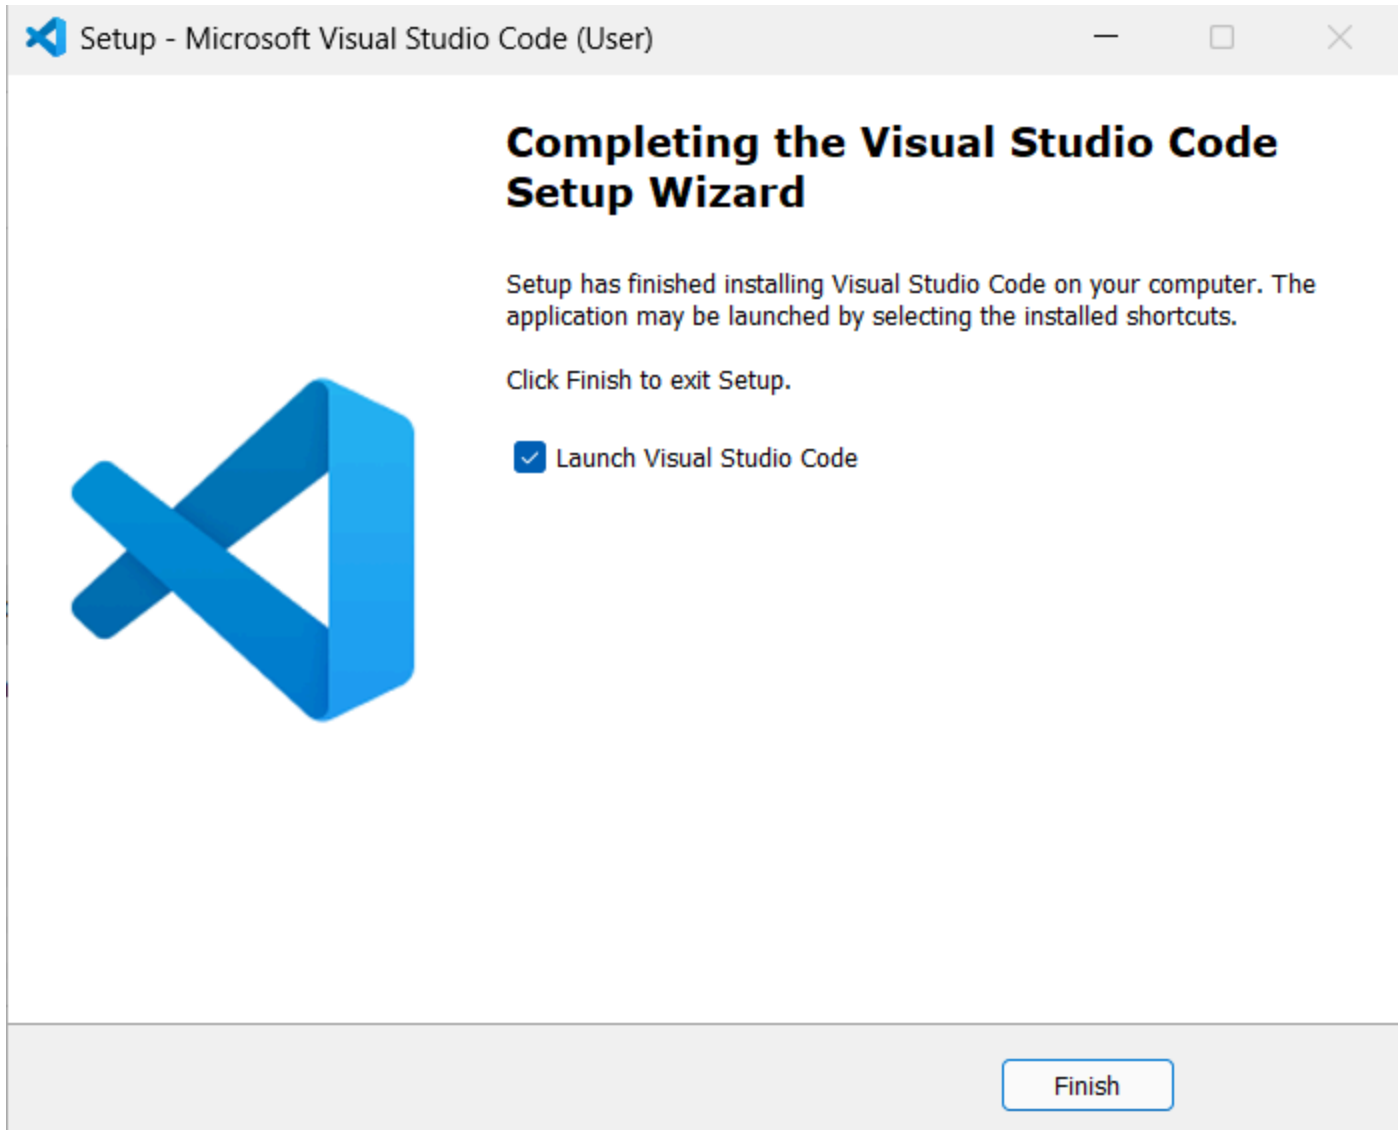 Setup - Microsoft Visual Studio Code (User)
Completing the Visual Studio Code
Setup Wizard
Setup has finished installing Visual Studio Code on your computer. The
application may be launched by selecting the installed shortcuts.
Click Finish to exit Setup.
Launch Visual Studio Code
Finish